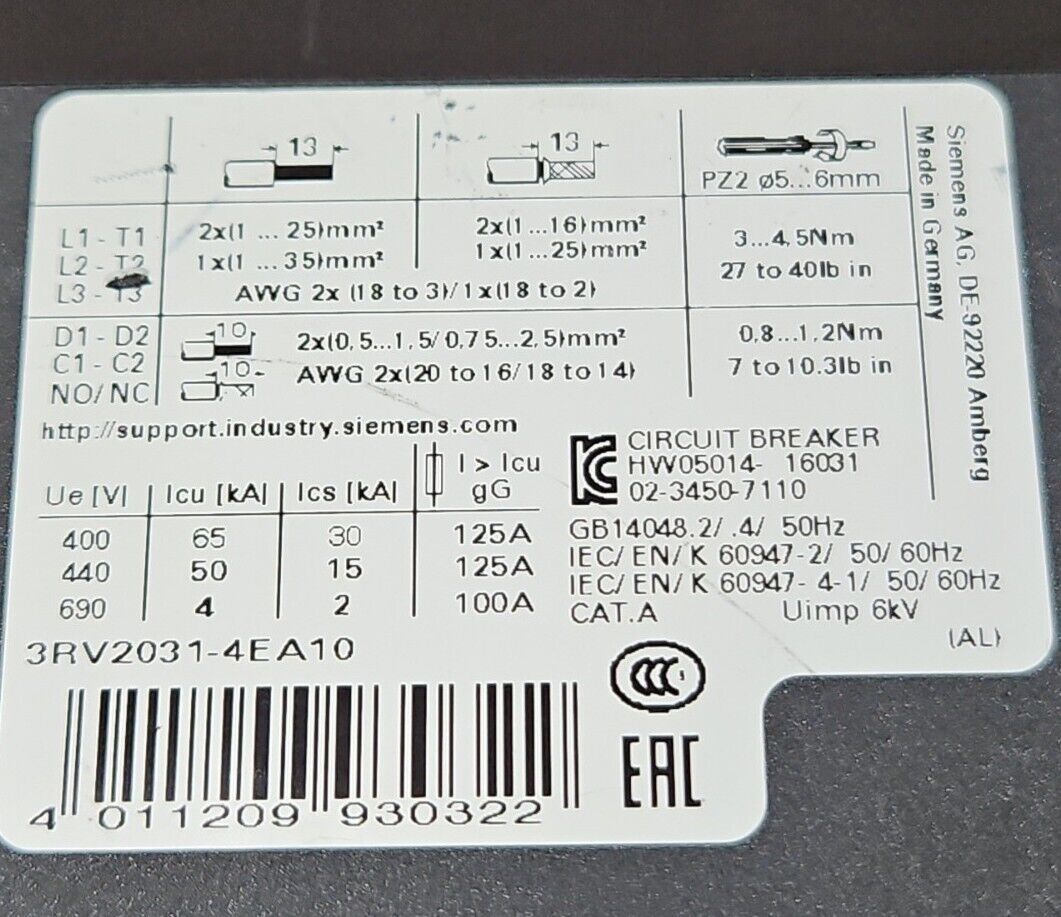 13
13
PZ2 ø5...6mm
L1 - T1
L2 - T2
L3 - T3
2x(1 ... 25)mm²
1x(1 ... 35)mm²
2x(1 ...16)mm²
1x(1 ...25)mm²
AWG 2x (18 to 3)/1x(18 to 2)
3...4,5Nm
27 to 40lb in
D1 - D2
C1 - C2
NO/NC
10
10
2x(0,5...1,5/0,75...2,5)mm²
AWG 2x(20 to 16/18 to 14)
0,8...1,2Nm
7 to 10.3lb in
http://support.industry.siemens.com
Ue [V] Icu [kA] Ics [kA] I > Icu gG
400 65 30 125A
440 50 15 125A
690 4 2 100A
CIRCUIT BREAKER
HW05014- 16031
02-3450-7110
GB14048.2/ .4/ 50Hz
IEC/EN/K 60947-2/ 50/60Hz
IEC/EN/K 60947-4-1/ 50/60Hz
CAT.A Uimp 6kV
(AL)
3RV2031-4EA10
CCC
EAC
4 011209 930322
Siemens AG, DE-92220 Amberg
Made in Germany